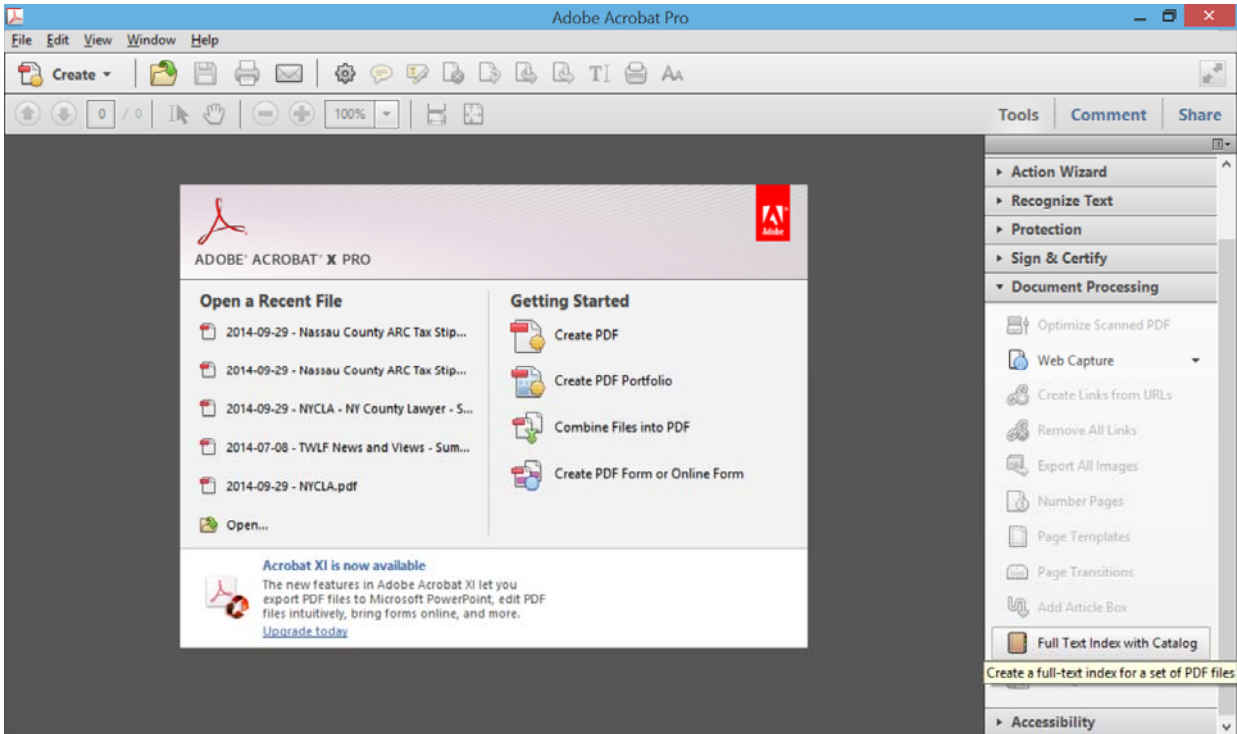 Adobe Acrobat Pro
File Edit View Window Help
Create
0 / 0 100% Tools Comment Share
Action Wizard
Recognize Text
Protection
Sign & Certify
Document Processing
Optimize Scanned PDF
Web Capture
Create Links from URLs
Remove All Links
Export All Images
Number Pages
Page Templates
Page Transitions
Add Article Box
Full Text Index with Catalog
Create a full-text index for a set of PDF files
Accessibility
Adobe
ADOBE® ACROBAT® X PRO
Open a Recent File
2014-09-29 - Nassau County ARC Tax Stip...
2014-09-29 - Nassau County ARC Tax Stip...
2014-09-29 - NYCLA - NY County Lawyer - S...
2014-07-08 - TWLF News and Views - Sum...
2014-09-29 - NYCLA.pdf
Open...
Getting Started
Create PDF
Create PDF Portfolio
Combine Files into PDF
Create PDF Form or Online Form
Acrobat XI is now available
The new features in Adobe Acrobat XI let you
export PDF files to Microsoft PowerPoint, edit PDF
files intuitively, bring forms online, and more.
Upgrade today